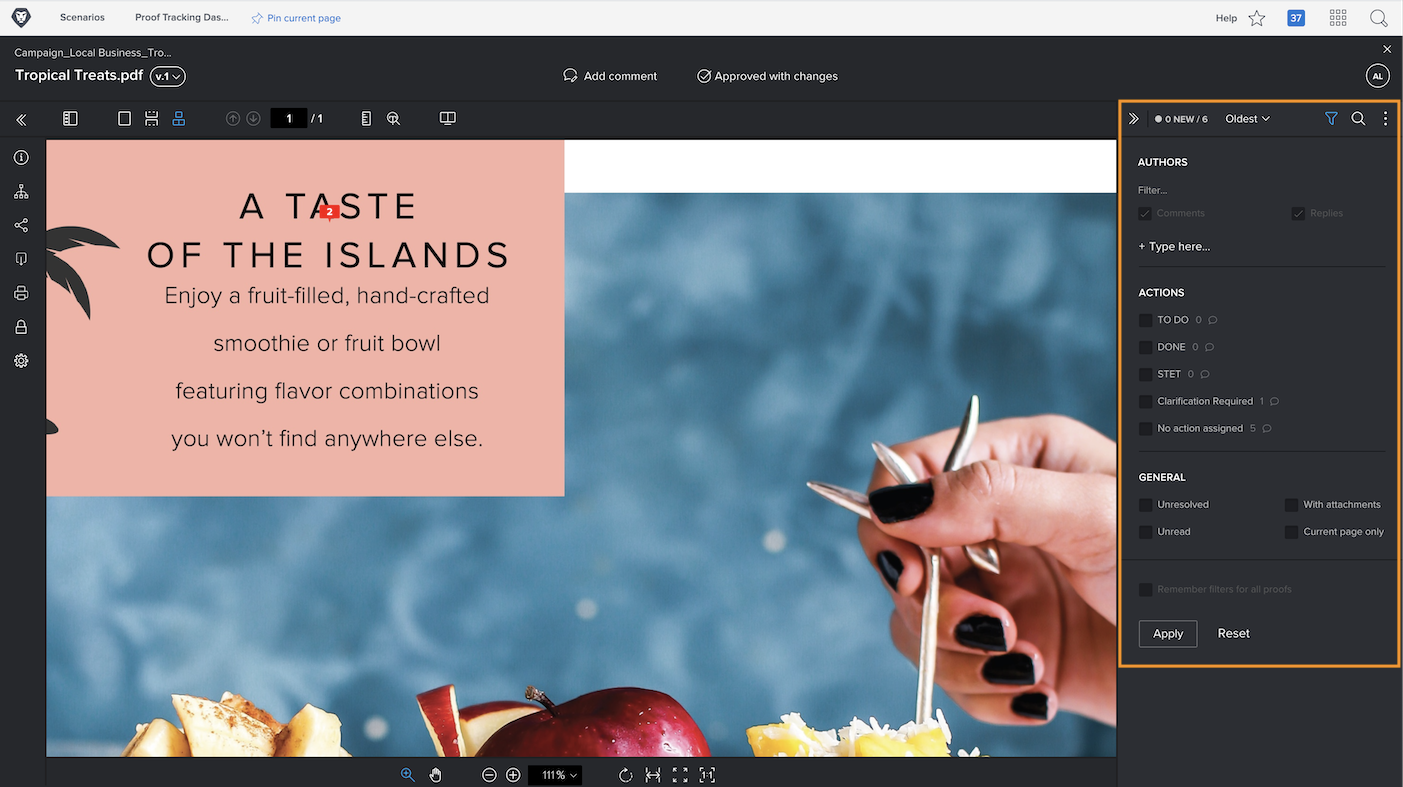 Scenarios
Proof Tracking Das...
Pin current page
Help
37
Campaign_Local Business_Tro...
Tropical Treats.pdf
v.1
Add comment
Approved with changes
AL
1 / 1
0 NEW / 6
Oldest
A TASTE
2
OF THE ISLANDS
Enjoy a fruit-filled, hand-crafted
smoothie or fruit bowl
featuring flavor combinations
you won't find anywhere else.
AUTHORS
Filter...
Comments
Replies
+ Type here...
ACTIONS
TO DO 0
DONE 0
STET 0
Clarification Required 1
No action assigned 5
GENERAL
Unresolved
With attachments
Unread
Current page only
Remember filters for all proofs
Apply
Reset
111%
1:1